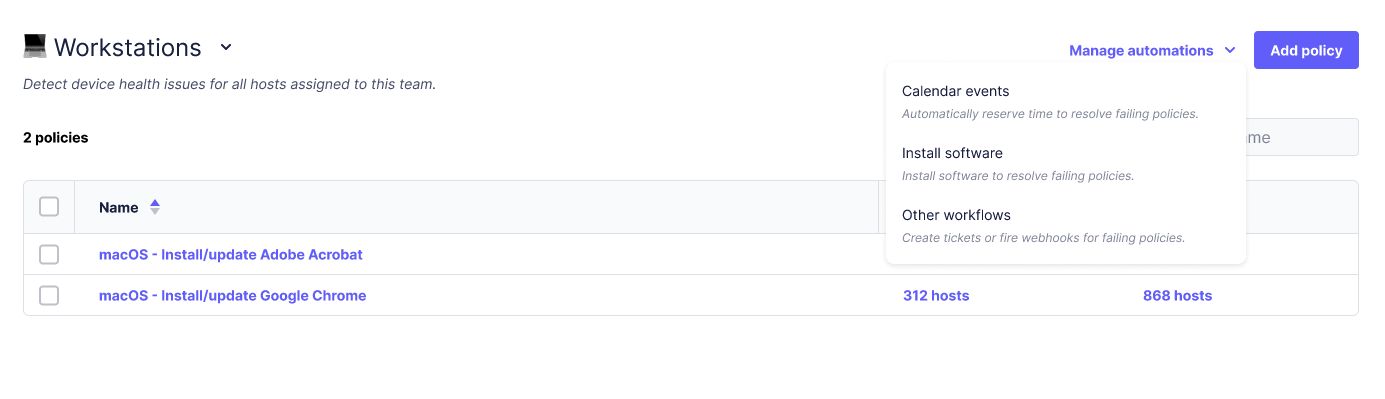 Workstations
Manage automations
Add policy
Detect device health issues for all hosts assigned to this team.
Calendar events
Automatically reserve time to resolve failing policies.
2 policies
Install software
Install software to resolve failing policies.
Name
Other workflows
Create tickets or fire webhooks for failing policies.
macOS - Install/update Adobe Acrobat
macOS - Install/update Google Chrome
312 hosts
868 hosts